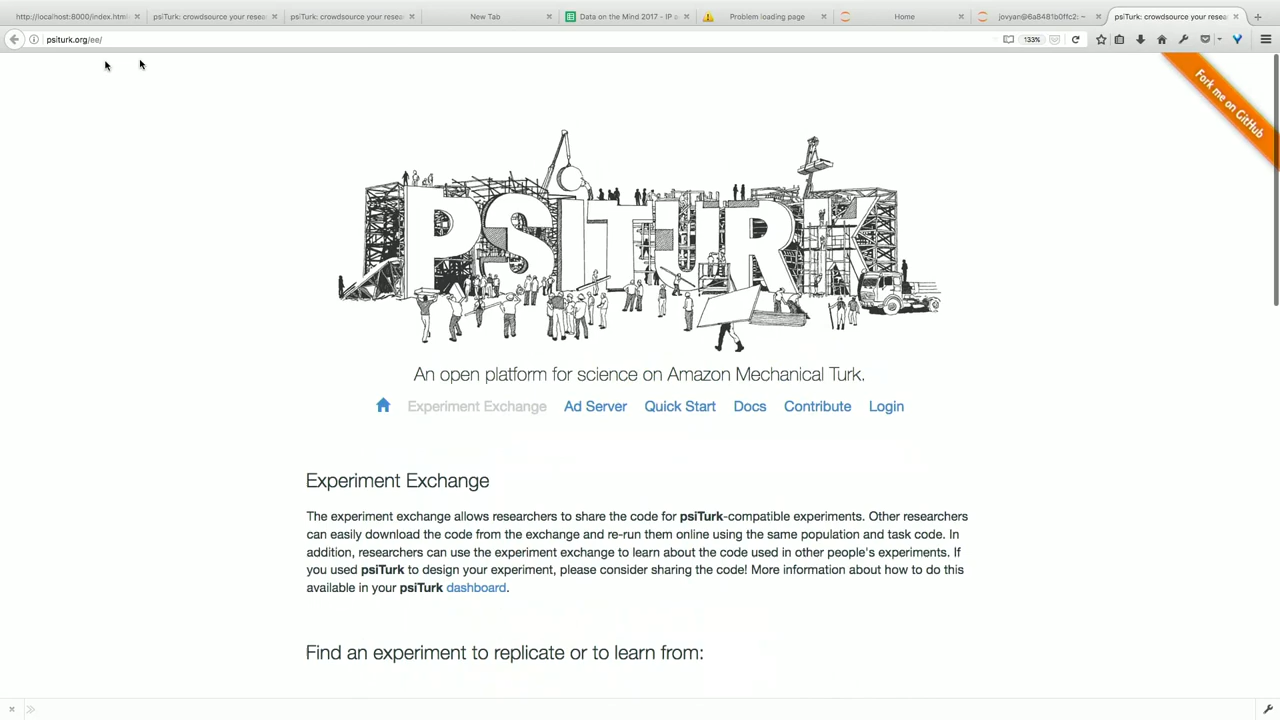 http://localhost:8000/index.html
psiTurk: crowdsource your resea
psiTurk: crowdsource your resea
New Tab
Data on the Mind 2017 - IP a
Problem loading page
Home
jovyan@6a8481b0ffc2: ~
psiTurk: crowdsource your resea
psiturk.org/ee/
133%
Fork me on GitHub
PSITURK
An open platform for science on Amazon Mechanical Turk.
Experiment Exchange Ad Server Quick Start Docs Contribute Login
Experiment Exchange
The experiment exchange allows researchers to share the code for psiTurk-compatible experiments. Other researchers
can easily download the code from the exchange and re-run them online using the same population and task code. In
addition, researchers can use the experiment exchange to learn about the code used in other people's experiments. If
you used psiTurk to design your experiment, please consider sharing the code! More information about how to do this
available in your psiTurk dashboard.
Find an experiment to replicate or to learn from: